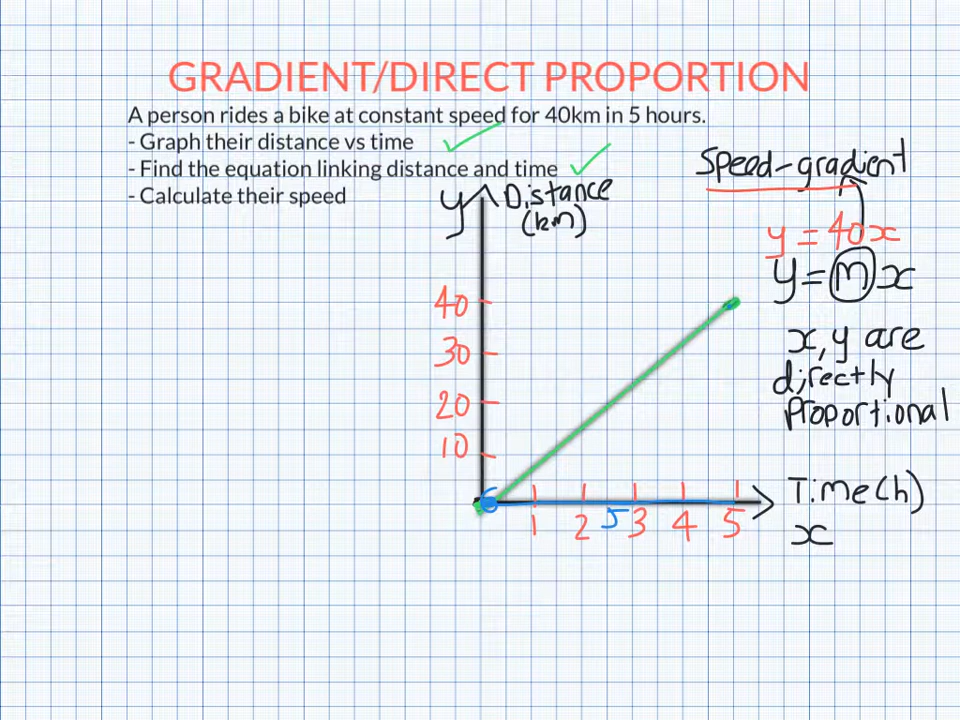 GRADIENT/DIRECT PROPORTION
A person rides a bike at constant speed for 40km in 5 hours.
- Graph their distance vs time
- Find the equation linking distance and time
- Calculate their speed
Speed-gradient
y Distance
(km)
y = 40x
y = mx
x, y are
directly
proportional
40
30
20
10
Time(h)
x
1 2 5 3 4 5